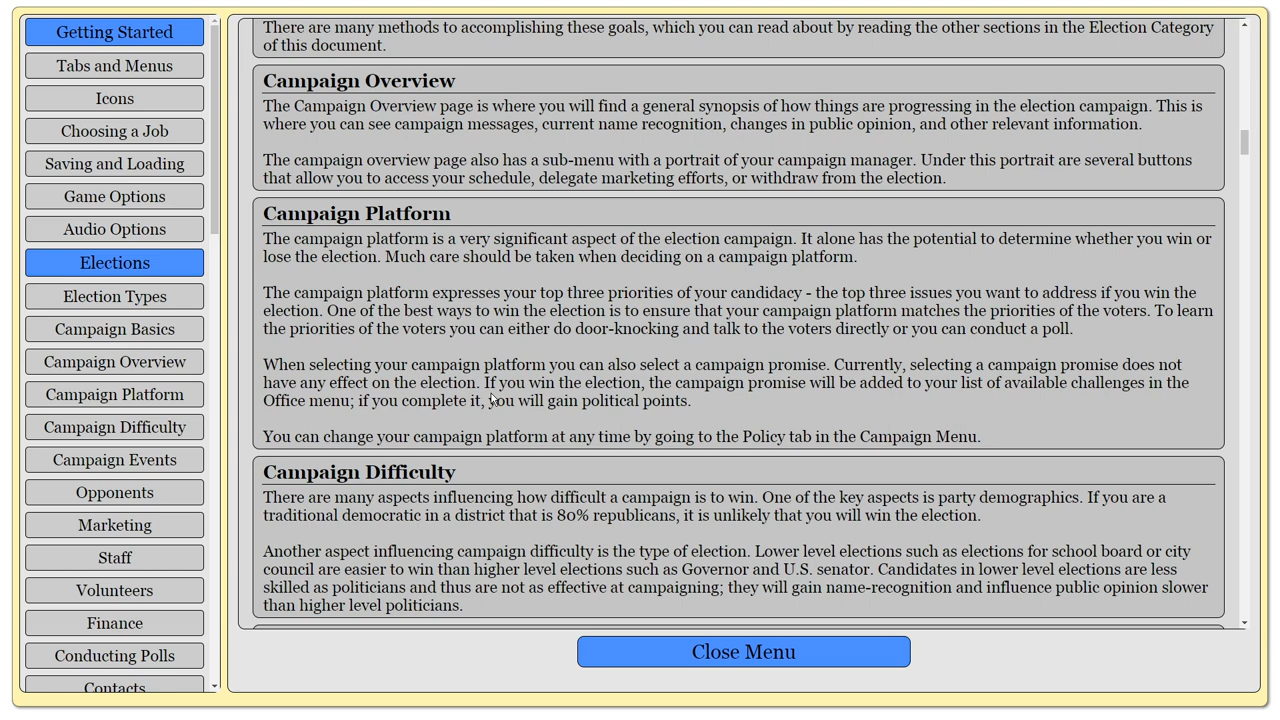 Getting Started
Tabs and Menus
Icons
Choosing a Job
Saving and Loading
Game Options
Audio Options
Elections
Election Types
Campaign Basics
Campaign Overview
Campaign Platform
Campaign Difficulty
Campaign Events
Opponents
Marketing
Staff
Volunteers
Finance
Conducting Polls
Contacts
There are many methods to accomplishing these goals, which you can read about by reading the other sections in the Election Category
of this document.
Campaign Overview
The Campaign Overview page is where you will find a general synopsis of how things are progressing in the election campaign. This is
where you can see campaign messages, current name recognition, changes in public opinion, and other relevant information.
The campaign overview page also has a sub-menu with a portrait of your campaign manager. Under this portrait are several buttons
that allow you to access your schedule, delegate marketing efforts, or withdraw from the election.
Campaign Platform
The campaign platform is a very significant aspect of the election campaign. It alone has the potential to determine whether you win or
lose the election. Much care should be taken when deciding on a campaign platform.
The campaign platform expresses your top three priorities of your candidacy - the top three issues you want to address if you win the
election. One of the best ways to win the election is to ensure that your campaign platform matches the priorities of the voters. To learn
the priorities of the voters you can either do door-knocking and talk to the voters directly or you can conduct a poll.
When selecting your campaign platform you can also select a campaign promise. Currently, selecting a campaign promise does not
have any effect on the election. If you win the election, the campaign promise will be added to your list of available challenges in the
Office menu; if you complete it, you will gain political points.
You can change your campaign platform at any time by going to the Policy tab in the Campaign Menu.
Campaign Difficulty
There are many aspects influencing how difficult a campaign is to win. One of the key aspects is party demographics. If you are a
traditional democratic in a district that is 80% republicans, it is unlikely that you will win the election.
Another aspect influencing campaign difficulty is the type of election. Lower level elections such as elections for school board or city
council are easier to win than higher level elections such as Governor and U.S. senator. Candidates in lower level elections are less
skilled as politicians and thus are not as effective at campaigning; they will gain name-recognition and influence public opinion slower
than higher level politicians.
Close Menu